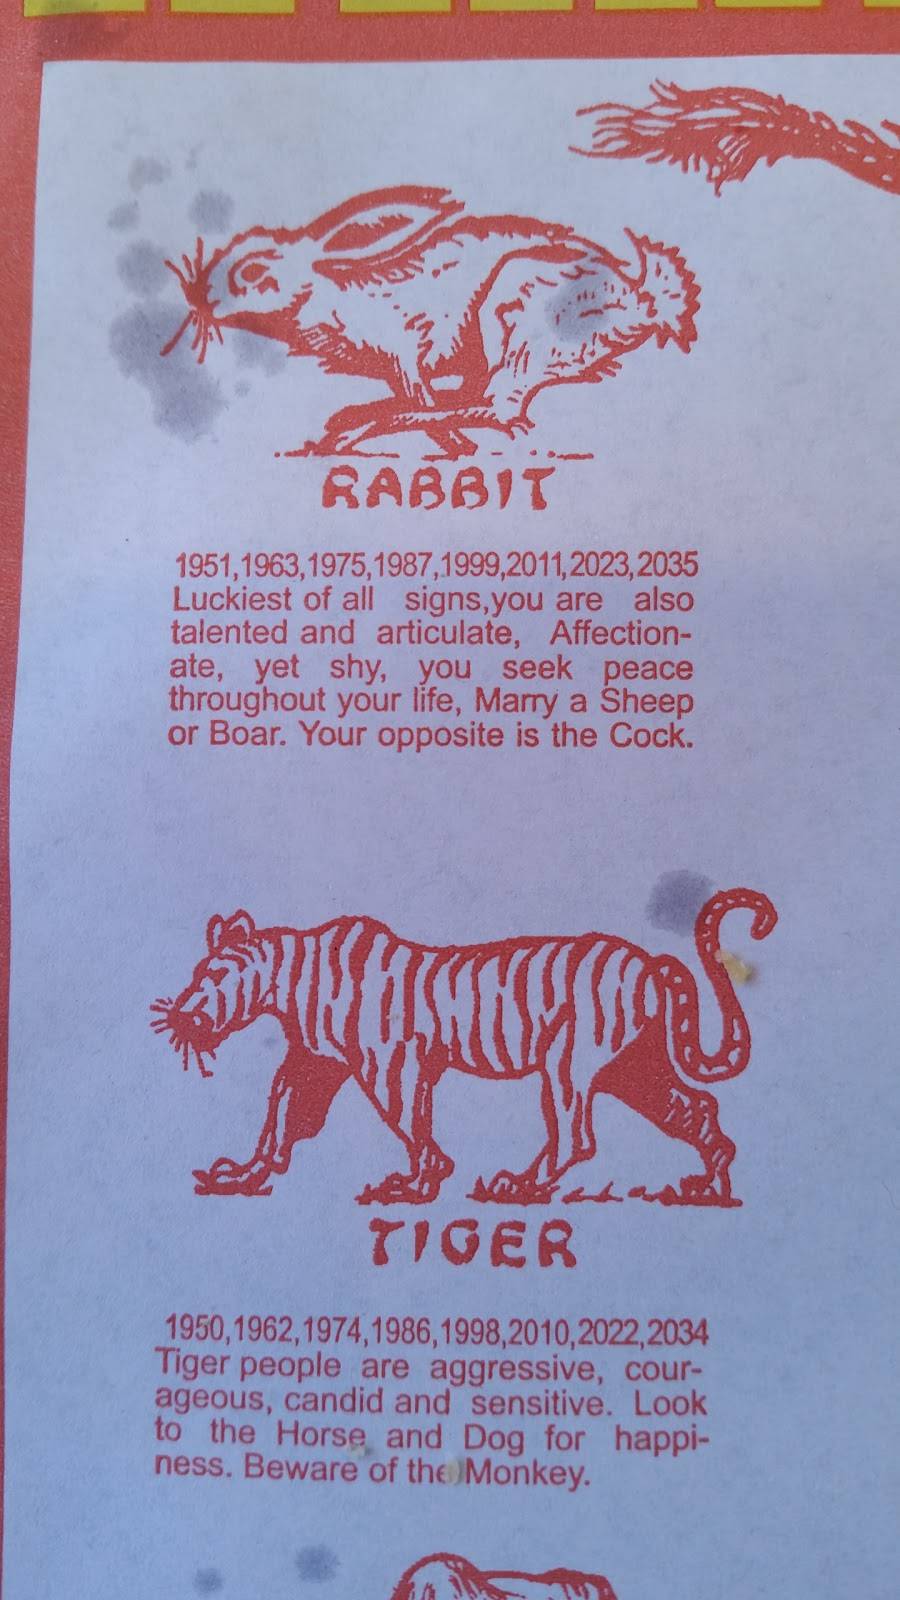 RABBIT
1951,1963,1975,1987,1999,2011,2023,2035
Luckiest of all signs,you are also
talented and articulate, Affection-
ate, yet shy, you seek peace
throughout your life, Marry a Sheep
or Boar. Your opposite is the Cock.
TIGER
1950,1962,1974,1986,1998,2010,2022,2034
Tiger people are aggressive, cour-
ageous, candid and sensitive. Look
to the Horse and Dog for happi-
ness. Beware of the Monkey.